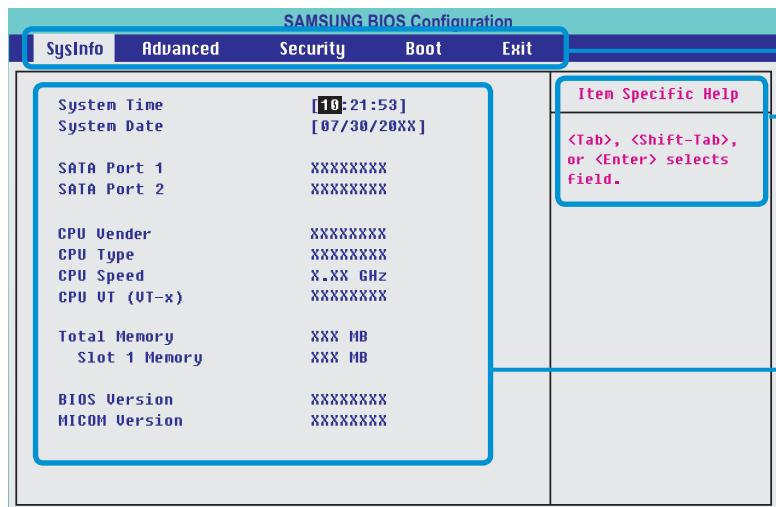 SAMSUNG BIOS Configuration
SysInfo Advanced Security Boot Exit
System Time [10:21:53]
System Date [07/30/20XX]
SATA Port 1 XXXXXXXX
SATA Port 2 XXXXXXXX
CPU Vender XXXXXXXX
CPU Type XXXXXXXX
CPU Speed X.XX GHz
CPU VT (VT-x) XXXXXXXX
Total Memory XXX MB
Slot 1 Memory XXX MB
BIOS Version XXXXXXXX
MICOM Version XXXXXXXX
Item Specific Help
<Tab>, <Shift-Tab>,
or <Enter> selects
field.